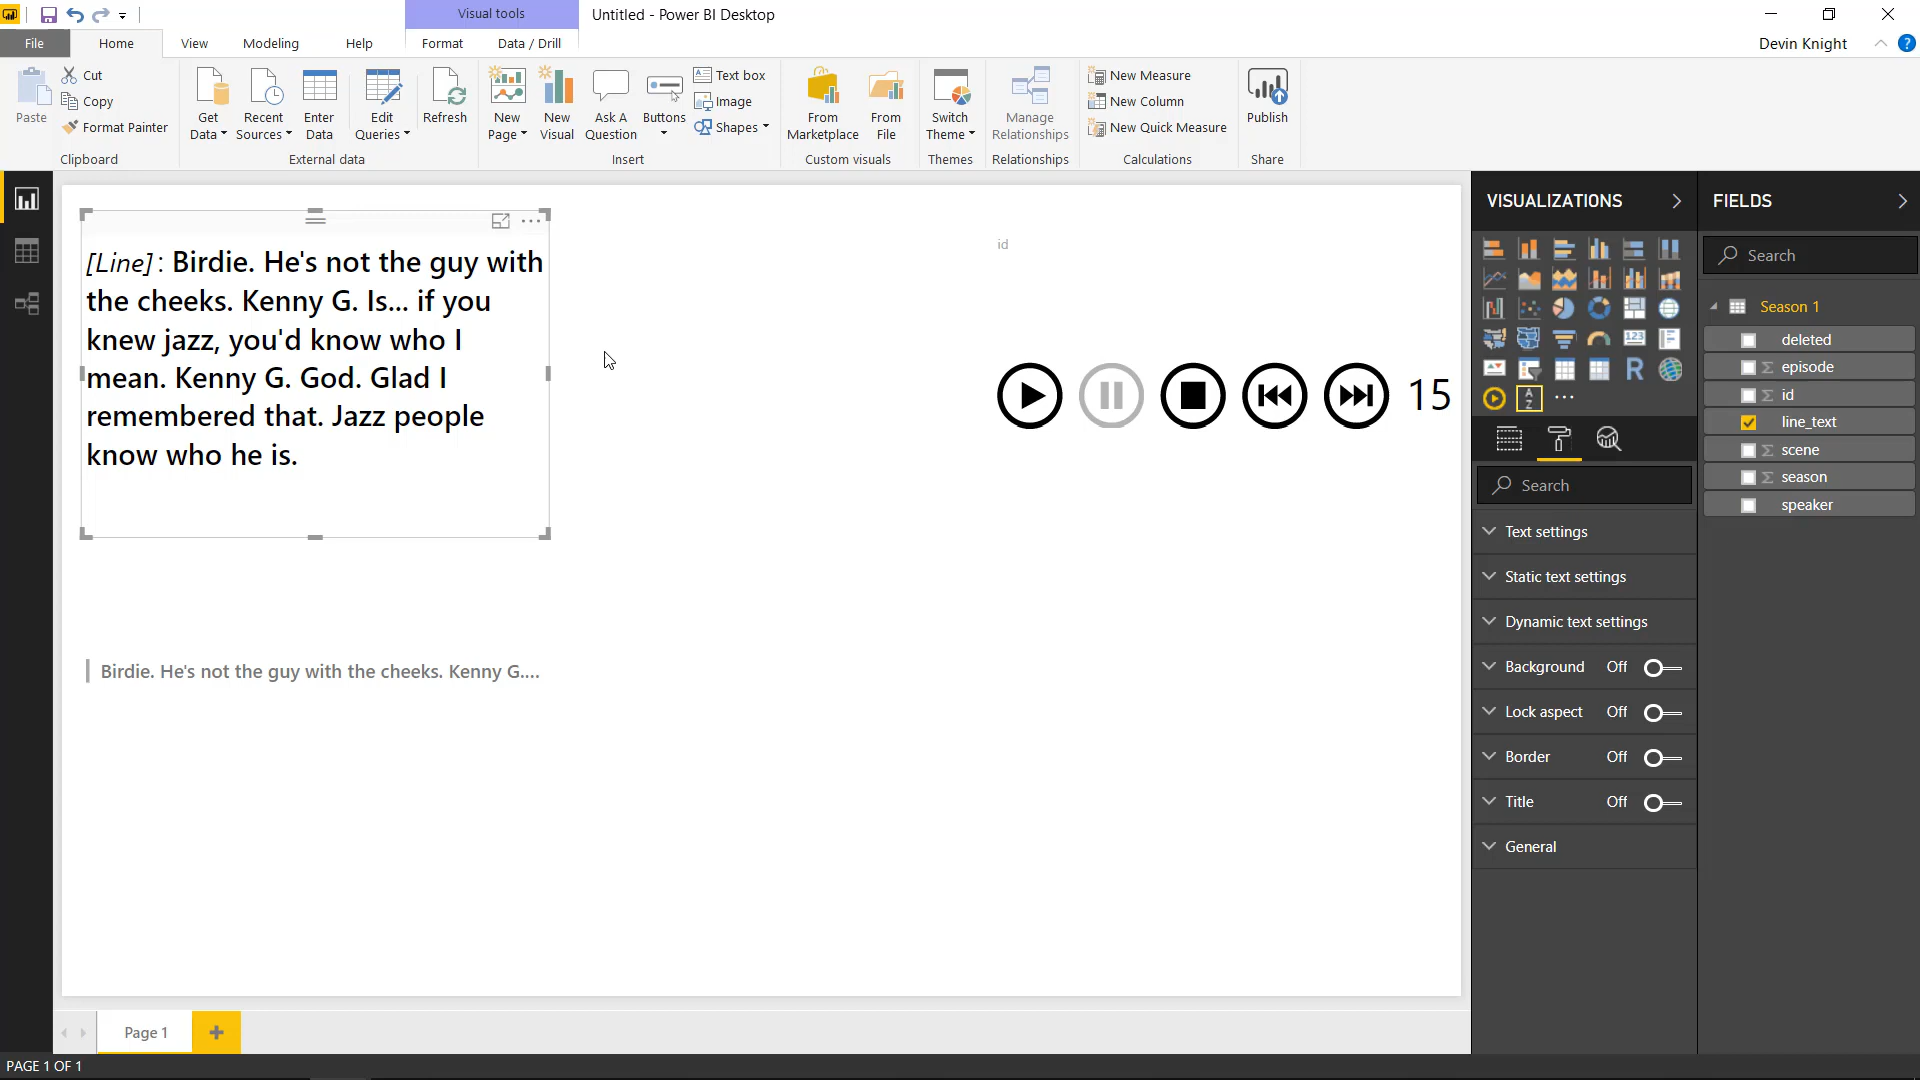 Visual tools
Untitled - Power BI Desktop
File
Home
View
Modeling
Help
Format
Data / Drill
Devin Knight
?
Paste
Cut
Copy
Format Painter
Clipboard
Get
Data
Recent
Sources
Enter
Data
Edit
Queries
Refresh
External data
New
Page
New
Visual
Ask A
Question
Buttons
Text box
Image
Shapes
Insert
From
Marketplace
From
File
Custom visuals
Switch
Theme
Themes
Manage
Relationships
Relationships
New Measure
New Column
New Quick Measure
Calculations
Publish
Share
[Line] : Birdie. He's not the guy with
the cheeks. Kenny G. Is... if you
knew jazz, you'd know who I
mean. Kenny G. God. Glad I
remembered that. Jazz people
know who he is.
id
15
Birdie. He's not the guy with the cheeks. Kenny G....
VISUALIZATIONS
123
R
A
Z
Search
Text settings
Static text settings
Dynamic text settings
Background Off
Lock aspect Off
Border Off
Title Off
General
FIELDS
Search
Season 1
deleted
Σ episode
Σ id
line_text
Σ scene
Σ season
speaker
Page 1
+
PAGE 1 OF 1